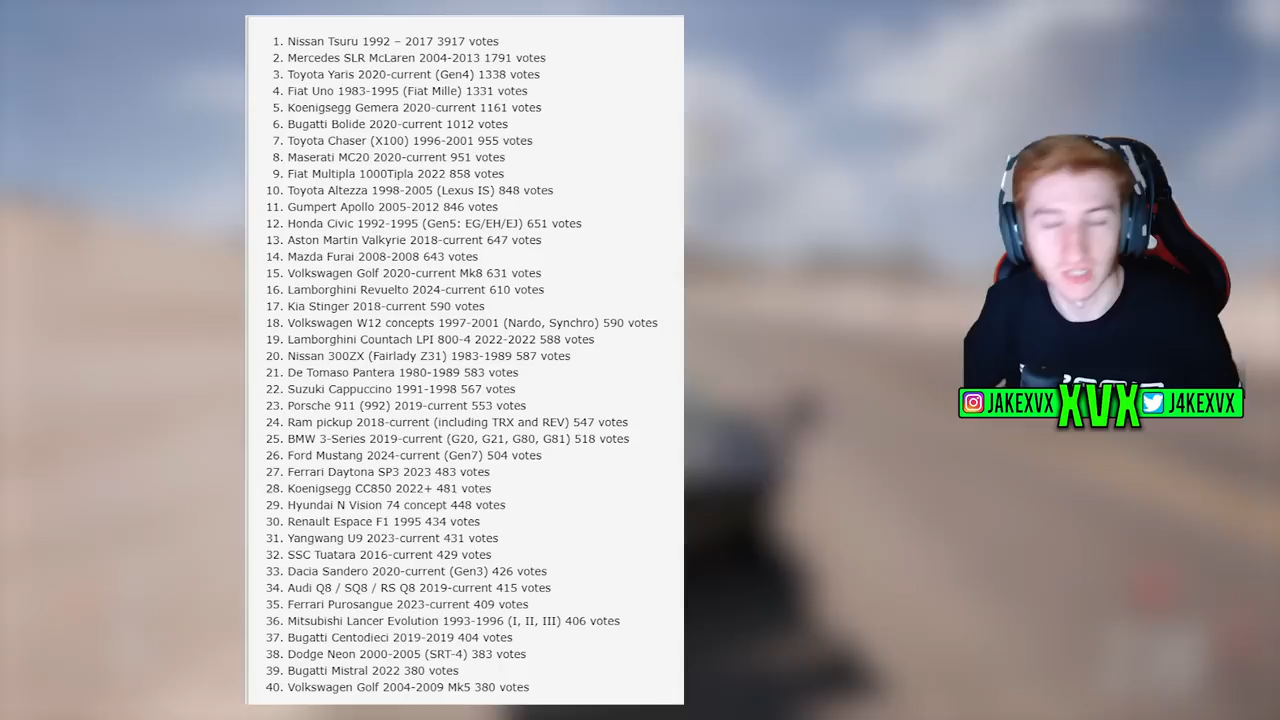 1. Nissan Tsuru 1992 – 2017 3917 votes
2. Mercedes SLR McLaren 2004-2013 1791 votes
3. Toyota Yaris 2020-current (Gen4) 1338 votes
4. Fiat Uno 1983-1995 (Fiat Mille) 1331 votes
5. Koenigsegg Gemera 2020-current 1161 votes
6. Bugatti Bolide 2020-current 1012 votes
7. Toyota Chaser (X100) 1996-2001 955 votes
8. Maserati MC20 2020-current 951 votes
9. Fiat Multipla 1000Tipla 2022 858 votes
10. Toyota Altezza 1998-2005 (Lexus IS) 848 votes
11. Gumpert Apollo 2005-2012 846 votes
12. Honda Civic 1992-1995 (Gen5: EG/EH/EJ) 651 votes
13. Aston Martin Valkyrie 2018-current 647 votes
14. Mazda Furai 2008-2008 643 votes
15. Volkswagen Golf 2020-current Mk8 631 votes
16. Lamborghini Revuelto 2024-current 610 votes
17. Kia Stinger 2018-current 590 votes
18. Volkswagen W12 concepts 1997-2001 (Nardo, Synchro) 590 votes
19. Lamborghini Countach LPI 800-4 2022-2022 588 votes
20. Nissan 300ZX (Fairlady Z31) 1983-1989 587 votes
21. De Tomaso Pantera 1980-1989 583 votes
22. Suzuki Cappuccino 1991-1998 567 votes
23. Porsche 911 (992) 2019-current 553 votes
24. Ram pickup 2018-current (including TRX and REV) 547 votes
25. BMW 3-Series 2019-current (G20, G21, G80, G81) 518 votes
26. Ford Mustang 2024-current (Gen7) 504 votes
27. Ferrari Daytona SP3 2023 483 votes
28. Koenigsegg CC850 2022+ 481 votes
29. Hyundai N Vision 74 concept 448 votes
30. Renault Espace F1 1995 434 votes
31. Yangwang U9 2023-current 431 votes
32. SSC Tuatara 2016-current 429 votes
33. Dacia Sandero 2020-current (Gen3) 426 votes
34. Audi Q8 / SQ8 / RS Q8 2019-current 415 votes
35. Ferrari Purosangue 2023-current 409 votes
36. Mitsubishi Lancer Evolution 1993-1996 (I, II, III) 406 votes
37. Bugatti Centodieci 2019-2019 404 votes
38. Dodge Neon 2000-2005 (SRT-4) 383 votes
39. Bugatti Mistral 2022 380 votes
40. Volkswagen Golf 2004-2009 Mk5 380 votes
JAKEXVX XVX J4KEXVX